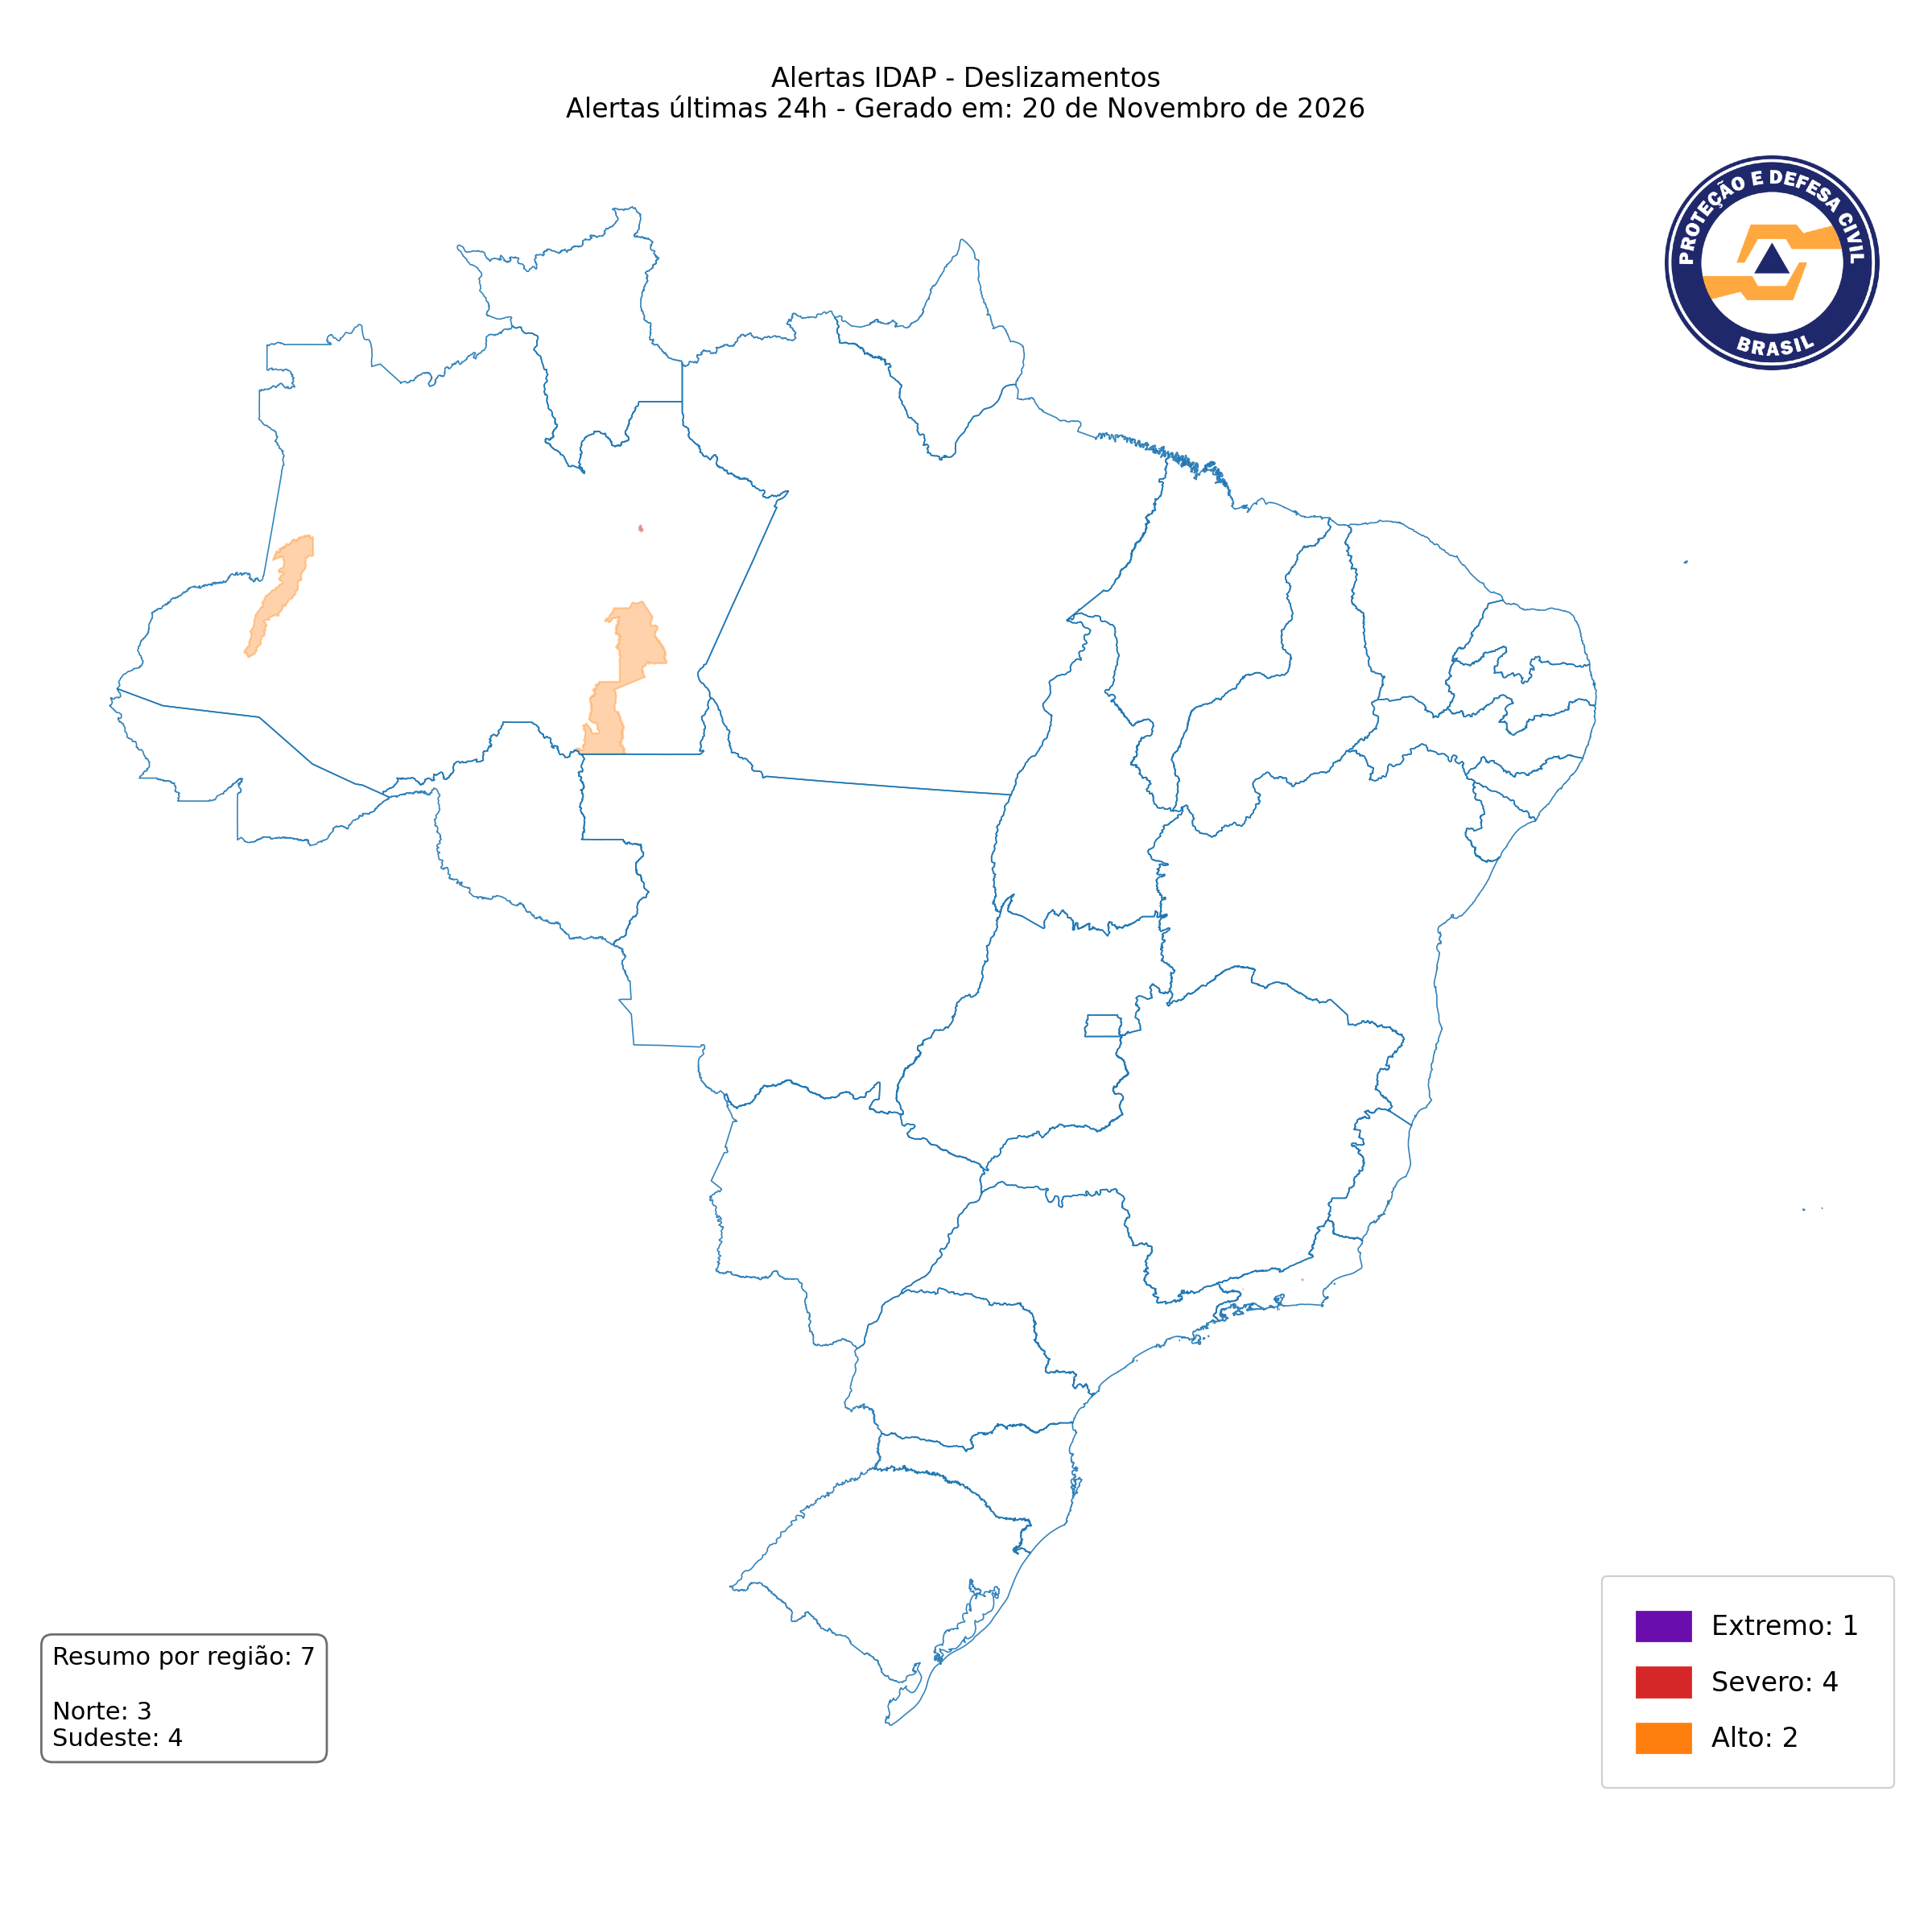 Alertas IDAP - Deslizamentos
Alertas últimas 24h - Gerado em: 20 de Novembro de 2026
PROTEÇÃO E DEFESA CIVIL
BRASIL
Extremo: 1
Severo: 4
Alto: 2
Resumo por região: 7
Norte: 3
Sudeste: 4